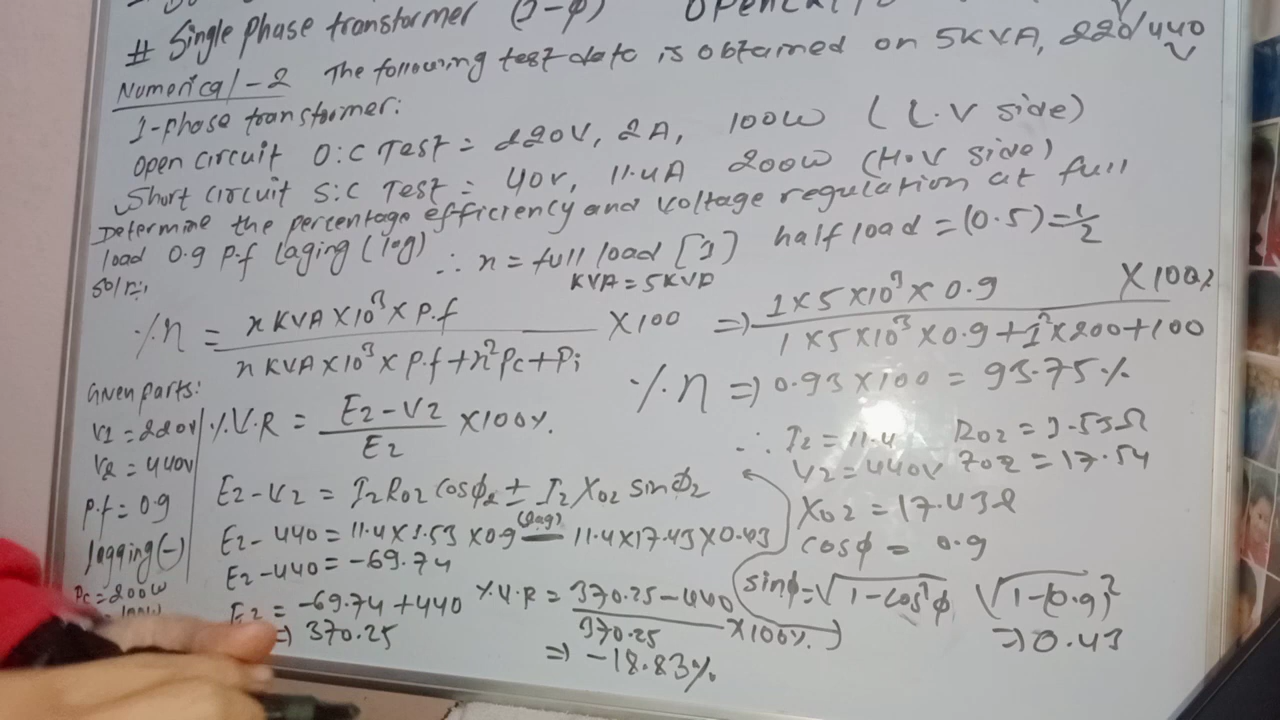 # Single phase transformer (1-φ)
Numerical-2 The following test data is obtained on 5KVA, 220/440
1-phase transformer:
Open circuit O.C Test = 220V, 2A, 100W (L.V side)
Short circuit S.C Test = 40V, 11.4A 200W (H.V side)
Determine the percentage efficiency and voltage regulation at full
load 0.9 P.f laging (lag) ∴ n = full load [1] half load = (0.5) = 1/2
KVA = 5KVA
Soln:,
%η = n KVA X 10³ X P.f / n KVA X 10³ X P.f + n²Pc + Pi X100 => 1 X 5 X 10³ X 0.9 / 1 X 5 X 10³ X 0.9 + 1² X 200 + 100 X 100%
%η => 0.93 X 100 = 93.75%
Given parts:
V1 = 220V
V2 = 440V
P.f = 0.9
lagging (-)
Pc = 200W
%V.R = E2 - V2 / E2 X 100%.
E2 - V2 = I2 R02 cosφ2 ± I2 X02 sinφ2
E2 - 440 = 11.4 X 1.53 X 0.9 (lag) - 11.4 X 17.43 X 0.43
E2 - 440 = -69.74
E2 = -69.74 + 440
=> 370.25
%V.R = 370.25 - 440 / 370.25 X 100%.
=> -18.83%
∴ I2 = 11.4 R02 = 1.53Ω
V2 = 440V Z02 = 17.54
X02 = 17.43Ω
cosφ = 0.9
sinφ = √1 - cos²φ √1 - (0.9)²
=> 0.43